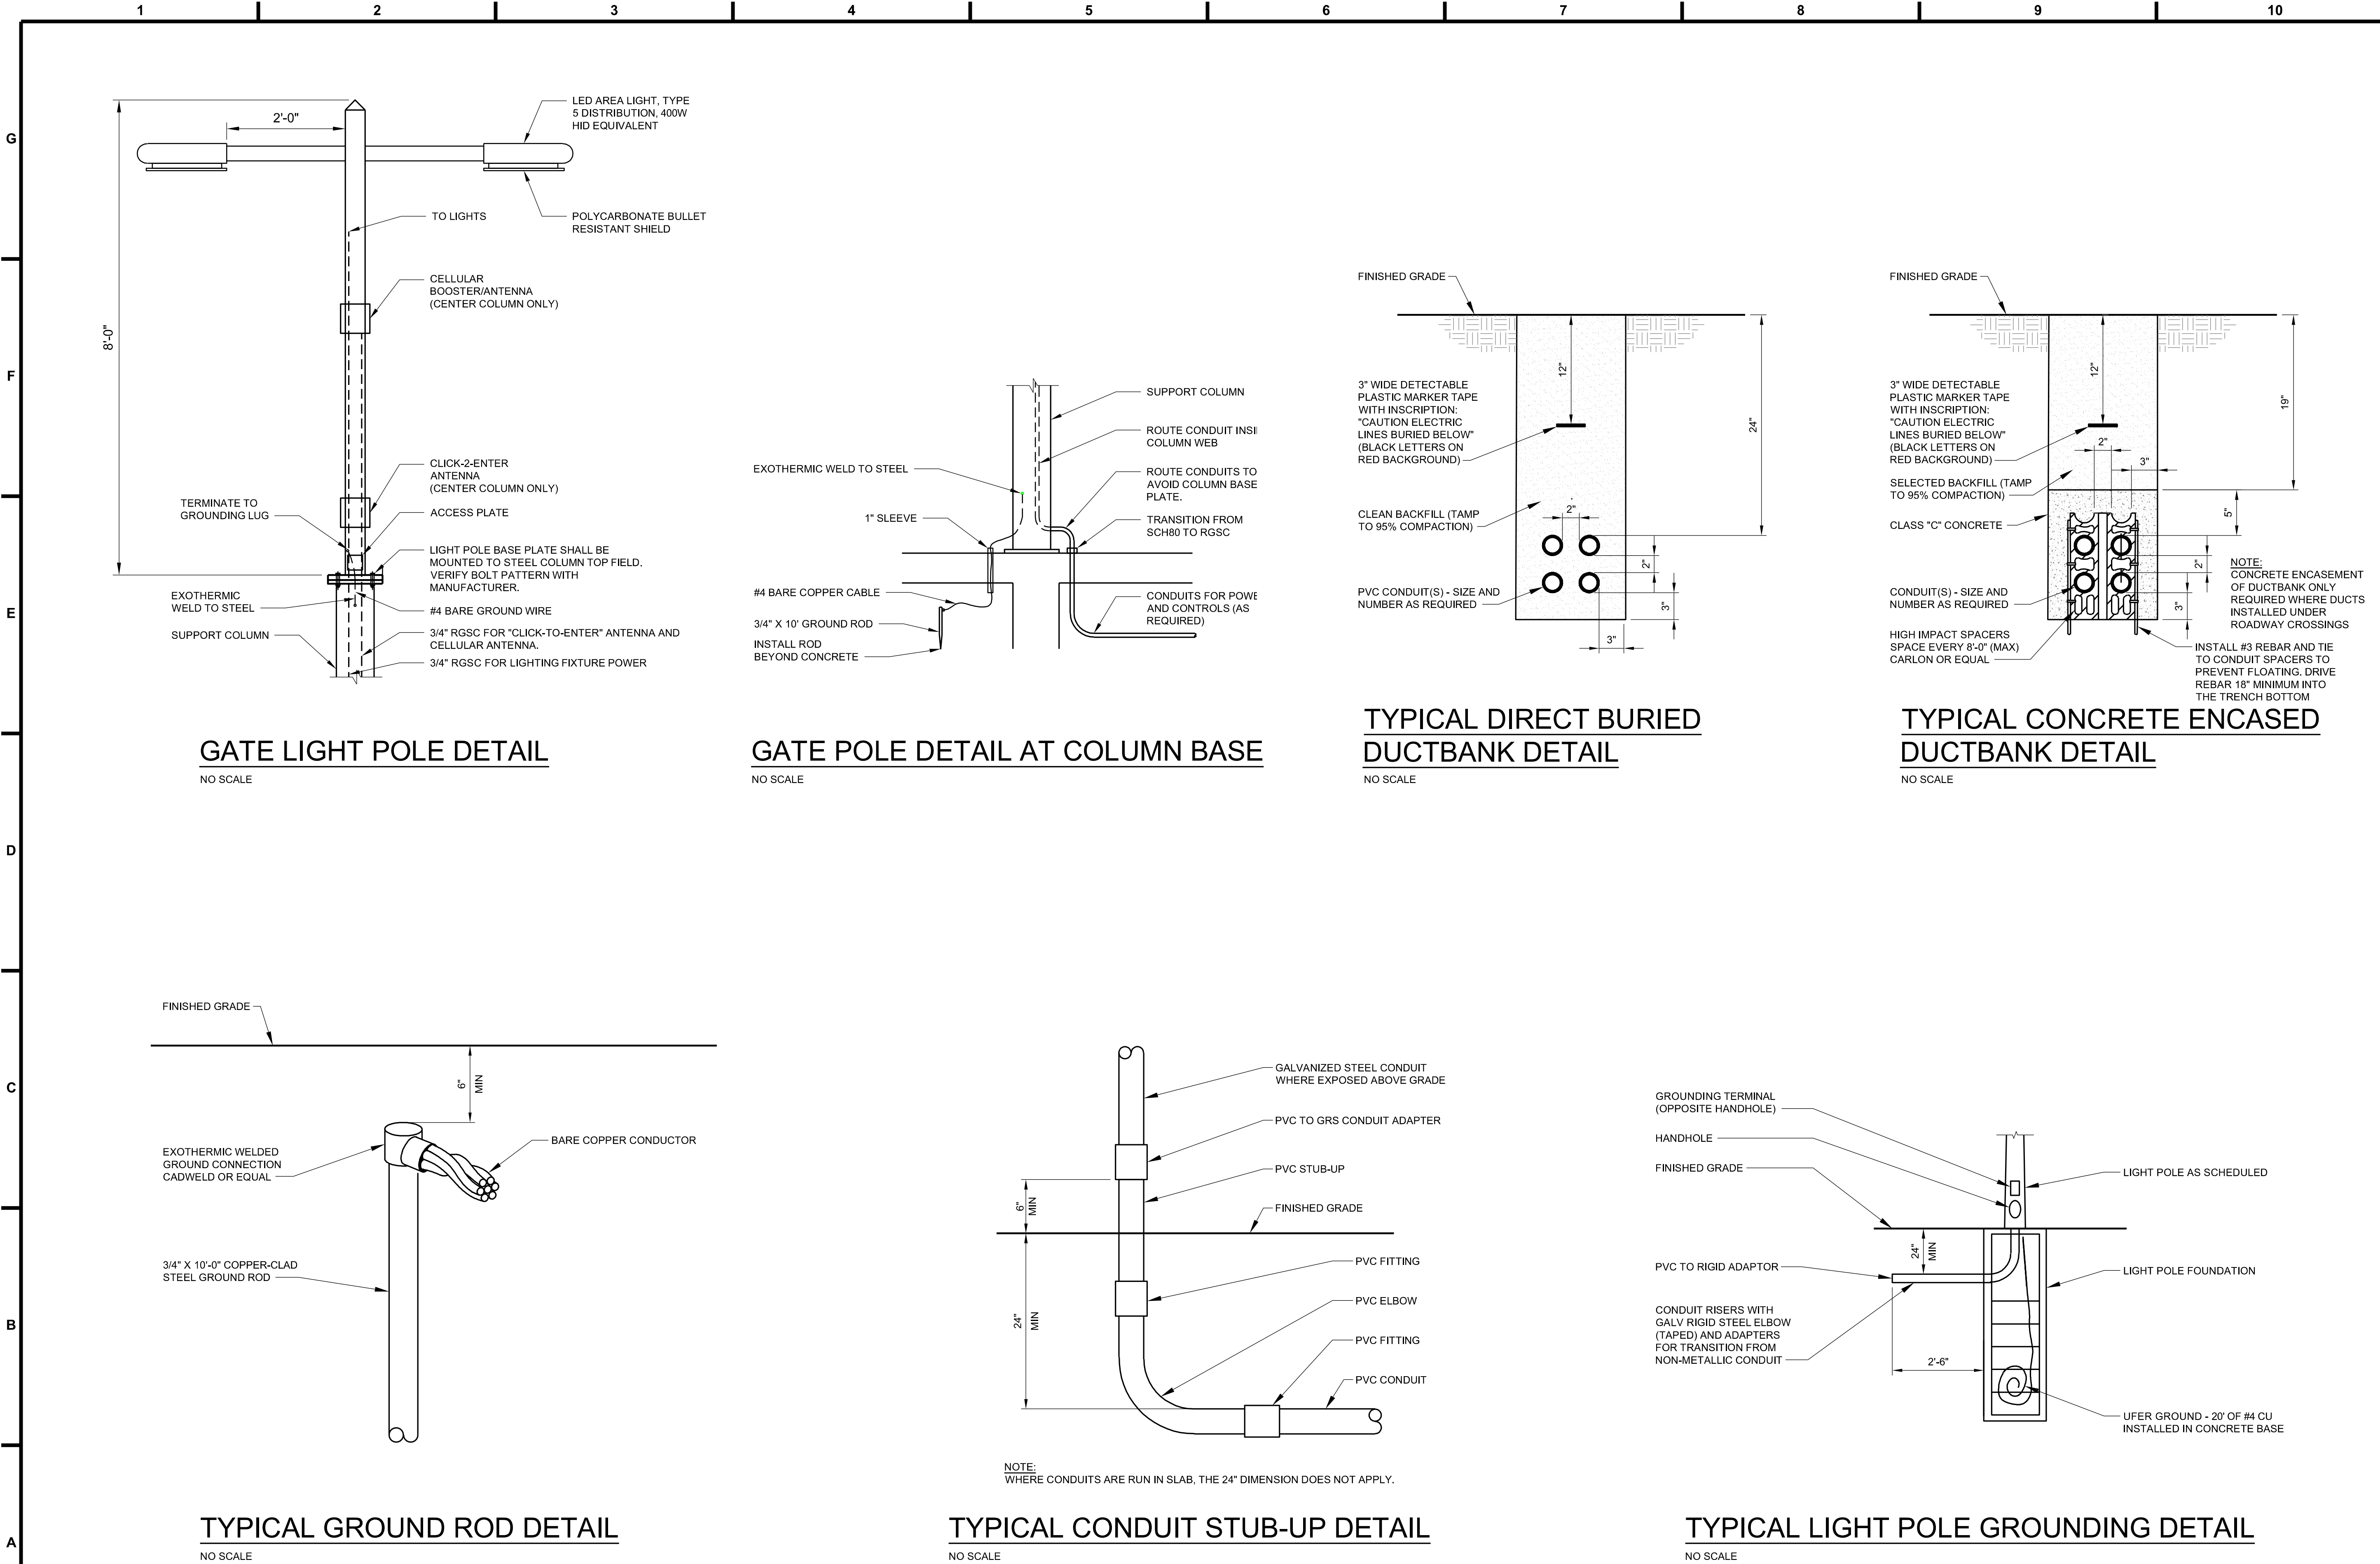 1 2 3 4 5 6 7 8 9 10
G
F
E
D
C
B
A
8'-0"
2'-0"
LED AREA LIGHT, TYPE
5 DISTRIBUTION, 400W
HID EQUIVALENT
TO LIGHTS
POLYCARBONATE BULLET
RESISTANT SHIELD
CELLULAR
BOOSTER/ANTENNA
(CENTER COLUMN ONLY)
CLICK-2-ENTER
ANTENNA
(CENTER COLUMN ONLY)
TERMINATE TO
GROUNDING LUG
ACCESS PLATE
LIGHT POLE BASE PLATE SHALL BE
MOUNTED TO STEEL COLUMN TOP FIELD.
VERIFY BOLT PATTERN WITH
MANUFACTURER.
EXOTHERMIC
WELD TO STEEL
#4 BARE GROUND WIRE
SUPPORT COLUMN
3/4" RGSC FOR "CLICK-TO-ENTER" ANTENNA AND
CELLULAR ANTENNA.
3/4" RGSC FOR LIGHTING FIXTURE POWER
GATE LIGHT POLE DETAIL
NO SCALE
SUPPORT COLUMN
ROUTE CONDUIT INSI
COLUMN WEB
EXOTHERMIC WELD TO STEEL
ROUTE CONDUITS TO
AVOID COLUMN BASE
PLATE.
1" SLEEVE
TRANSITION FROM
SCH80 TO RGSC
#4 BARE COPPER CABLE
CONDUITS FOR POWE
AND CONTROLS (AS
REQUIRED)
3/4" X 10' GROUND ROD
INSTALL ROD
BEYOND CONCRETE
GATE POLE DETAIL AT COLUMN BASE
NO SCALE
FINISHED GRADE
12"
24"
3" WIDE DETECTABLE
PLASTIC MARKER TAPE
WITH INSCRIPTION:
"CAUTION ELECTRIC
LINES BURIED BELOW"
(BLACK LETTERS ON
RED BACKGROUND)
CLEAN BACKFILL (TAMP
TO 95% COMPACTION)
2"
2"
PVC CONDUIT(S) - SIZE AND
NUMBER AS REQUIRED
3"
3"
TYPICAL DIRECT BURIED
DUCTBANK DETAIL
NO SCALE
FINISHED GRADE
12"
19"
3" WIDE DETECTABLE
PLASTIC MARKER TAPE
WITH INSCRIPTION:
"CAUTION ELECTRIC
LINES BURIED BELOW"
(BLACK LETTERS ON
RED BACKGROUND)
2"
3"
SELECTED BACKFILL (TAMP
TO 95% COMPACTION)
5"
CLASS "C" CONCRETE
2"
NOTE:
CONCRETE ENCASEMENT
OF DUCTBANK ONLY
REQUIRED WHERE DUCTS
INSTALLED UNDER
ROADWAY CROSSINGS
CONDUIT(S) - SIZE AND
NUMBER AS REQUIRED
3"
HIGH IMPACT SPACERS
SPACE EVERY 8'-0" (MAX)
CARLON OR EQUAL
INSTALL #3 REBAR AND TIE
TO CONDUIT SPACERS TO
PREVENT FLOATING. DRIVE
REBAR 18" MINIMUM INTO
THE TRENCH BOTTOM
TYPICAL CONCRETE ENCASED
DUCTBANK DETAIL
NO SCALE
FINISHED GRADE
6"
MIN
EXOTHERMIC WELDED
GROUND CONNECTION
CADWELD OR EQUAL
BARE COPPER CONDUCTOR
3/4" X 10'-0" COPPER-CLAD
STEEL GROUND ROD
TYPICAL GROUND ROD DETAIL
NO SCALE
GALVANIZED STEEL CONDUIT
WHERE EXPOSED ABOVE GRADE
PVC TO GRS CONDUIT ADAPTER
PVC STUB-UP
6"
MIN
FINISHED GRADE
PVC FITTING
24"
MIN
PVC ELBOW
PVC FITTING
PVC CONDUIT
NOTE:
WHERE CONDUITS ARE RUN IN SLAB, THE 24" DIMENSION DOES NOT APPLY.
TYPICAL CONDUIT STUB-UP DETAIL
NO SCALE
GROUNDING TERMINAL
(OPPOSITE HANDHOLE)
HANDHOLE
FINISHED GRADE
LIGHT POLE AS SCHEDULED
24"
MIN
PVC TO RIGID ADAPTOR
LIGHT POLE FOUNDATION
CONDUIT RISERS WITH
GALV RIGID STEEL ELBOW
(TAPED) AND ADAPTERS
FOR TRANSITION FROM
NON-METALLIC CONDUIT
2'-6"
UFER GROUND - 20' OF #4 CU
INSTALLED IN CONCRETE BASE
TYPICAL LIGHT POLE GROUNDING DETAIL
NO SCALE